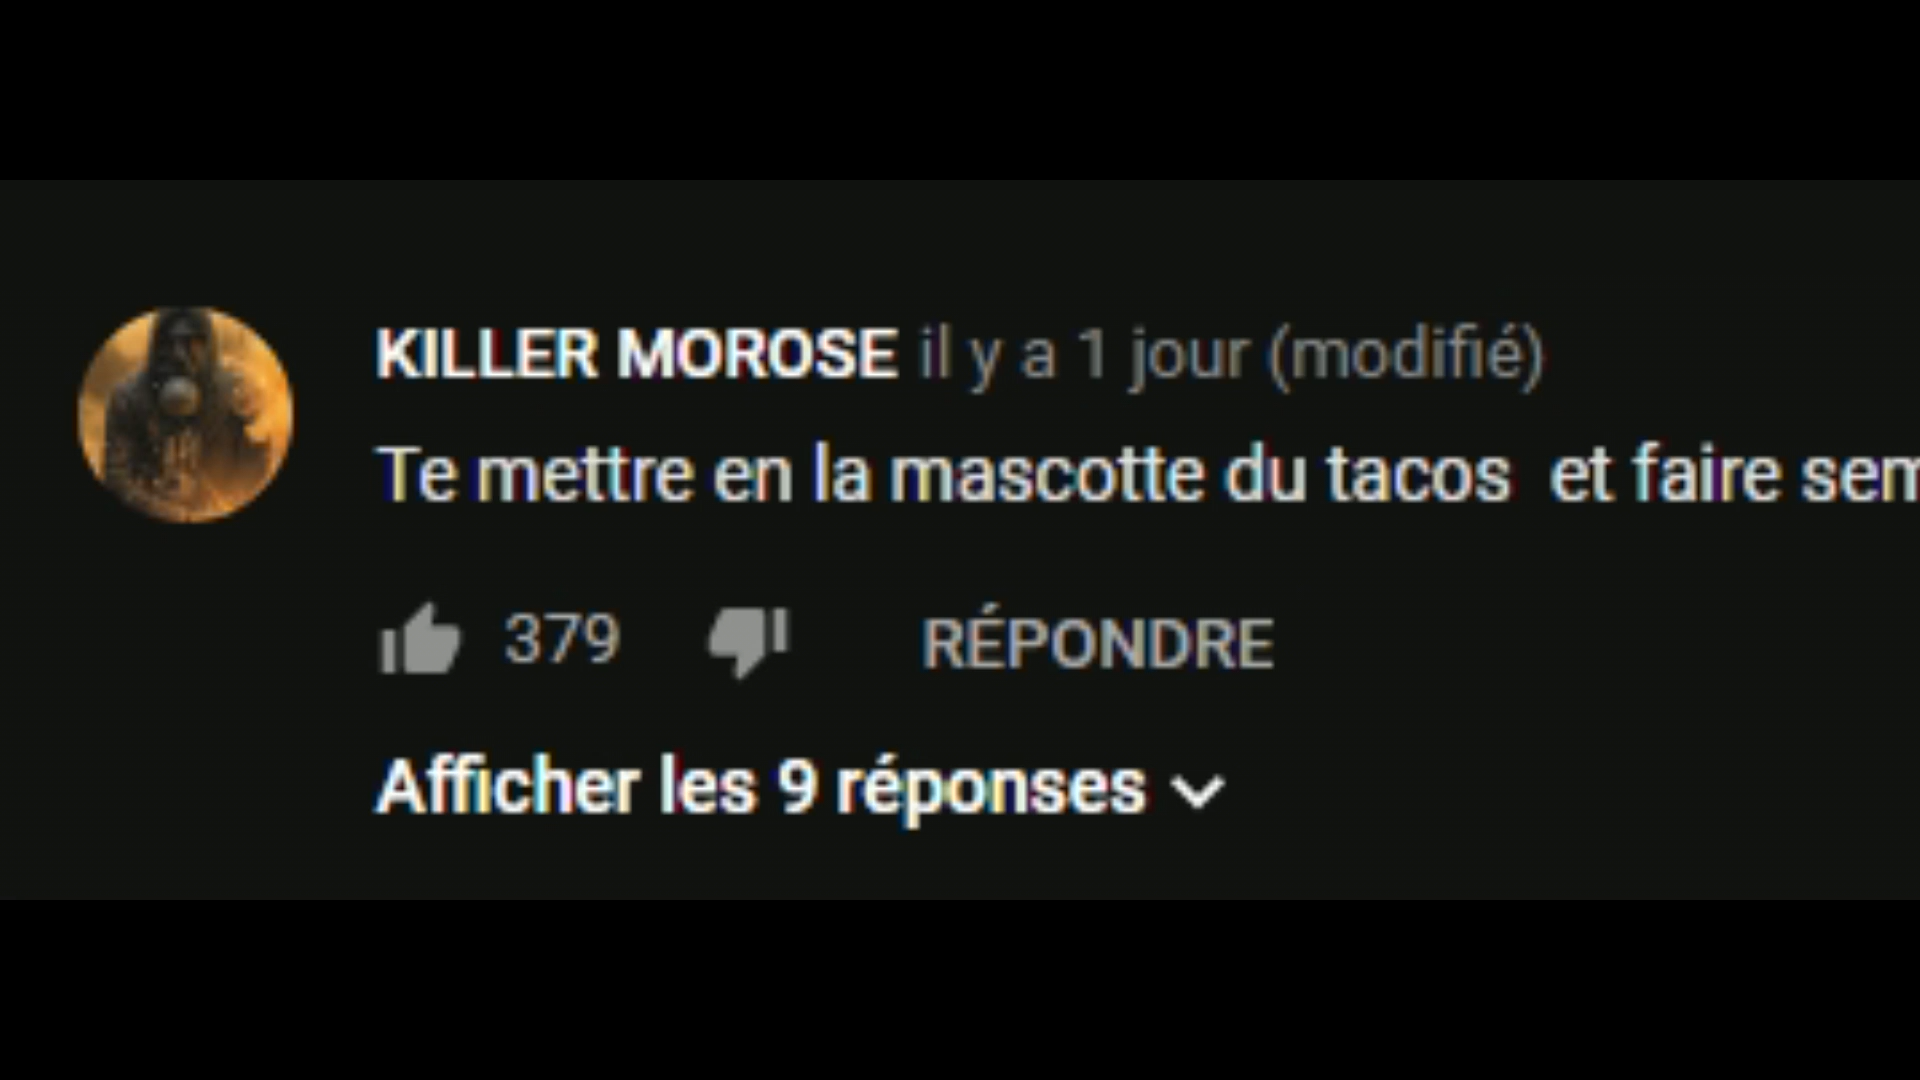 KILLER MOROSE il y a 1 jour (modifié)
Te mettre en la mascotte du tacos  et faire sem
379 RÉPONDRE
Afficher les 9 réponses